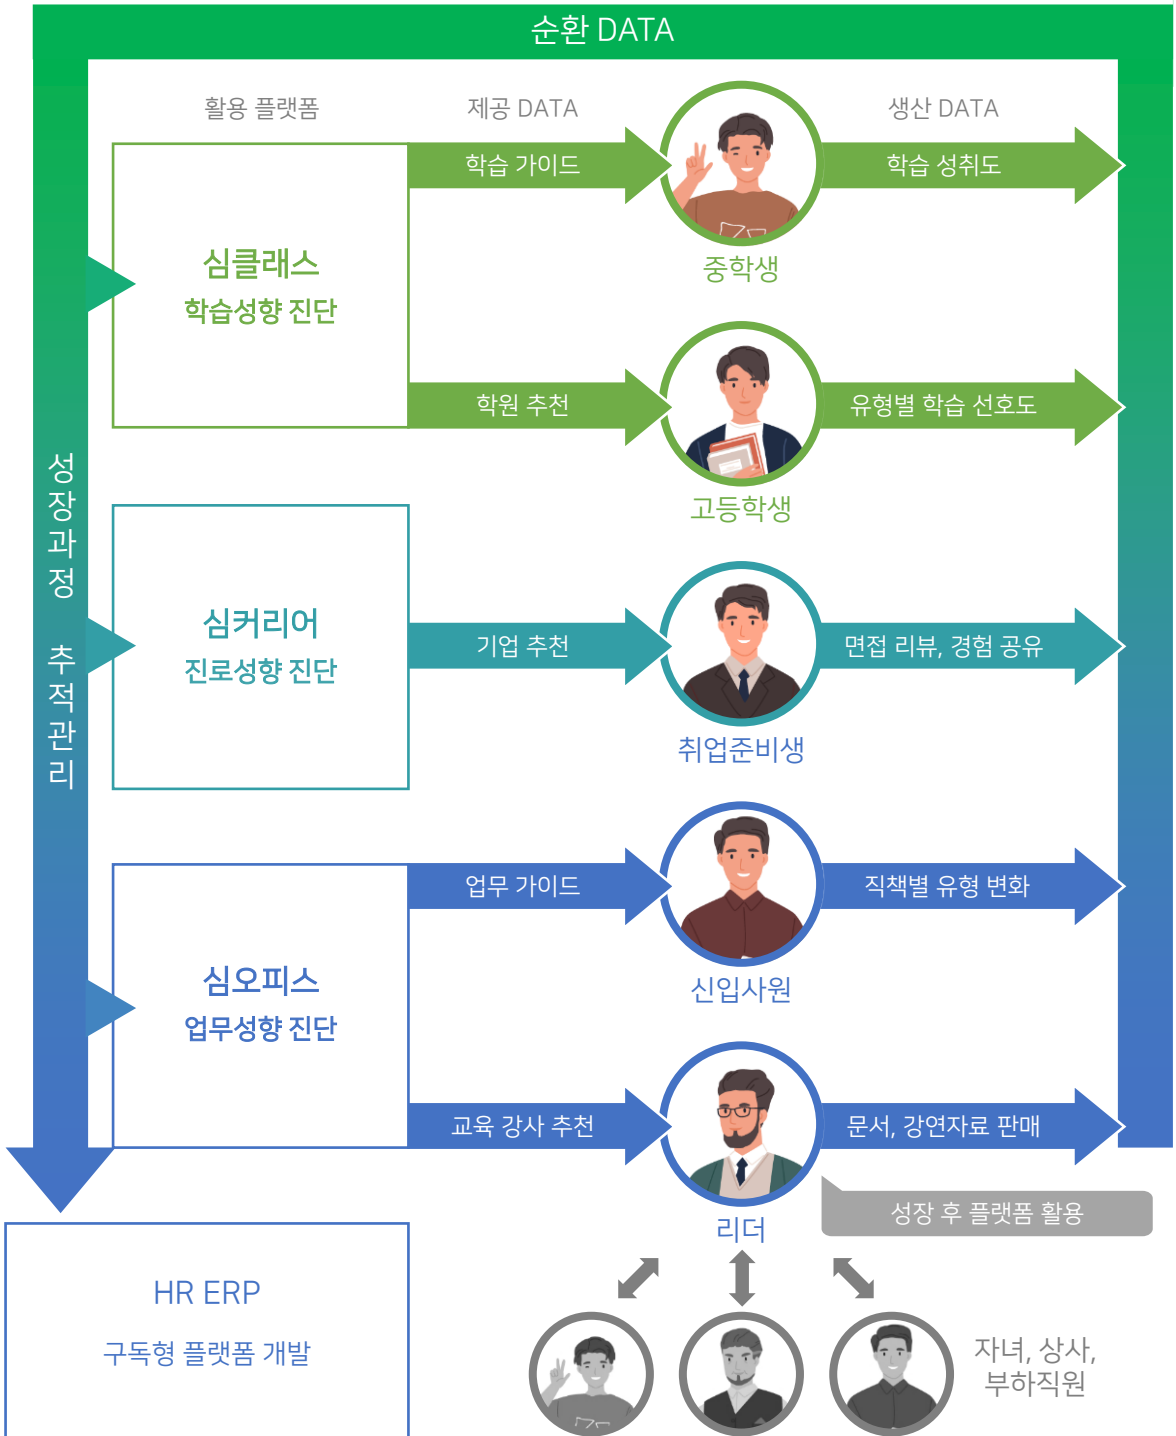 순환 DATA
활용 플랫폼
제공 DATA
생산 DATA
성장과정 추적관리
심클래스
학습성향 진단
학습 가이드
중학생
학습 성취도
학원 추천
고등학생
유형별 학습 선호도
심커리어
진로성향 진단
기업 추천
취업준비생
면접 리뷰, 경험 공유
심오피스
업무성향 진단
업무 가이드
신입사원
직책별 유형 변화
교육 강사 추천
리더
문서, 강연자료 판매
성장 후 플랫폼 활용
HR ERP
구독형 플랫폼 개발
자녀, 상사,
부하직원